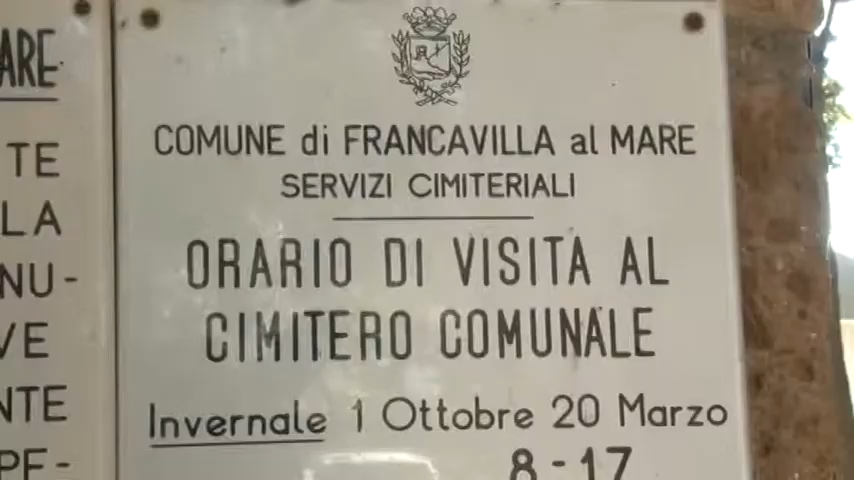 ARE
TE
LA
NU-
VE
NTE
PE-
COMUNE di FRANCAVILLA al MARE
SERVIZI CIMITERIALI
ORARIO DI VISITA AL
CIMITERO COMUNALE
Invernale 1 Ottobre 20 Marzo
8-17